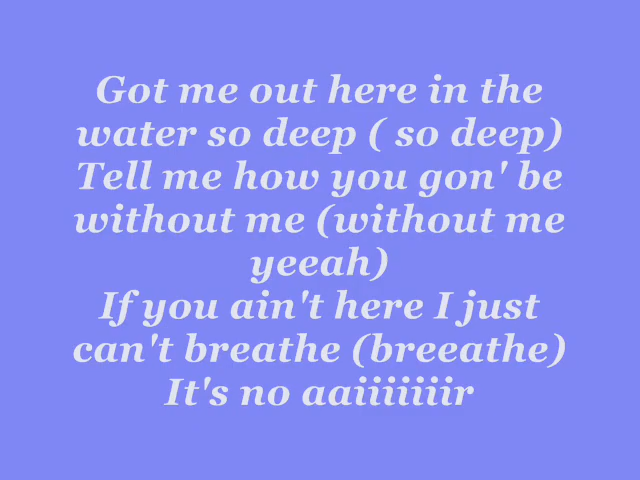 Got me out here in the
water so deep ( so deep)
Tell me how you gon' be
without me (without me
yeeah)
If you ain't here I just
can't breathe (breeathe)
It's no aaiiiiiiir